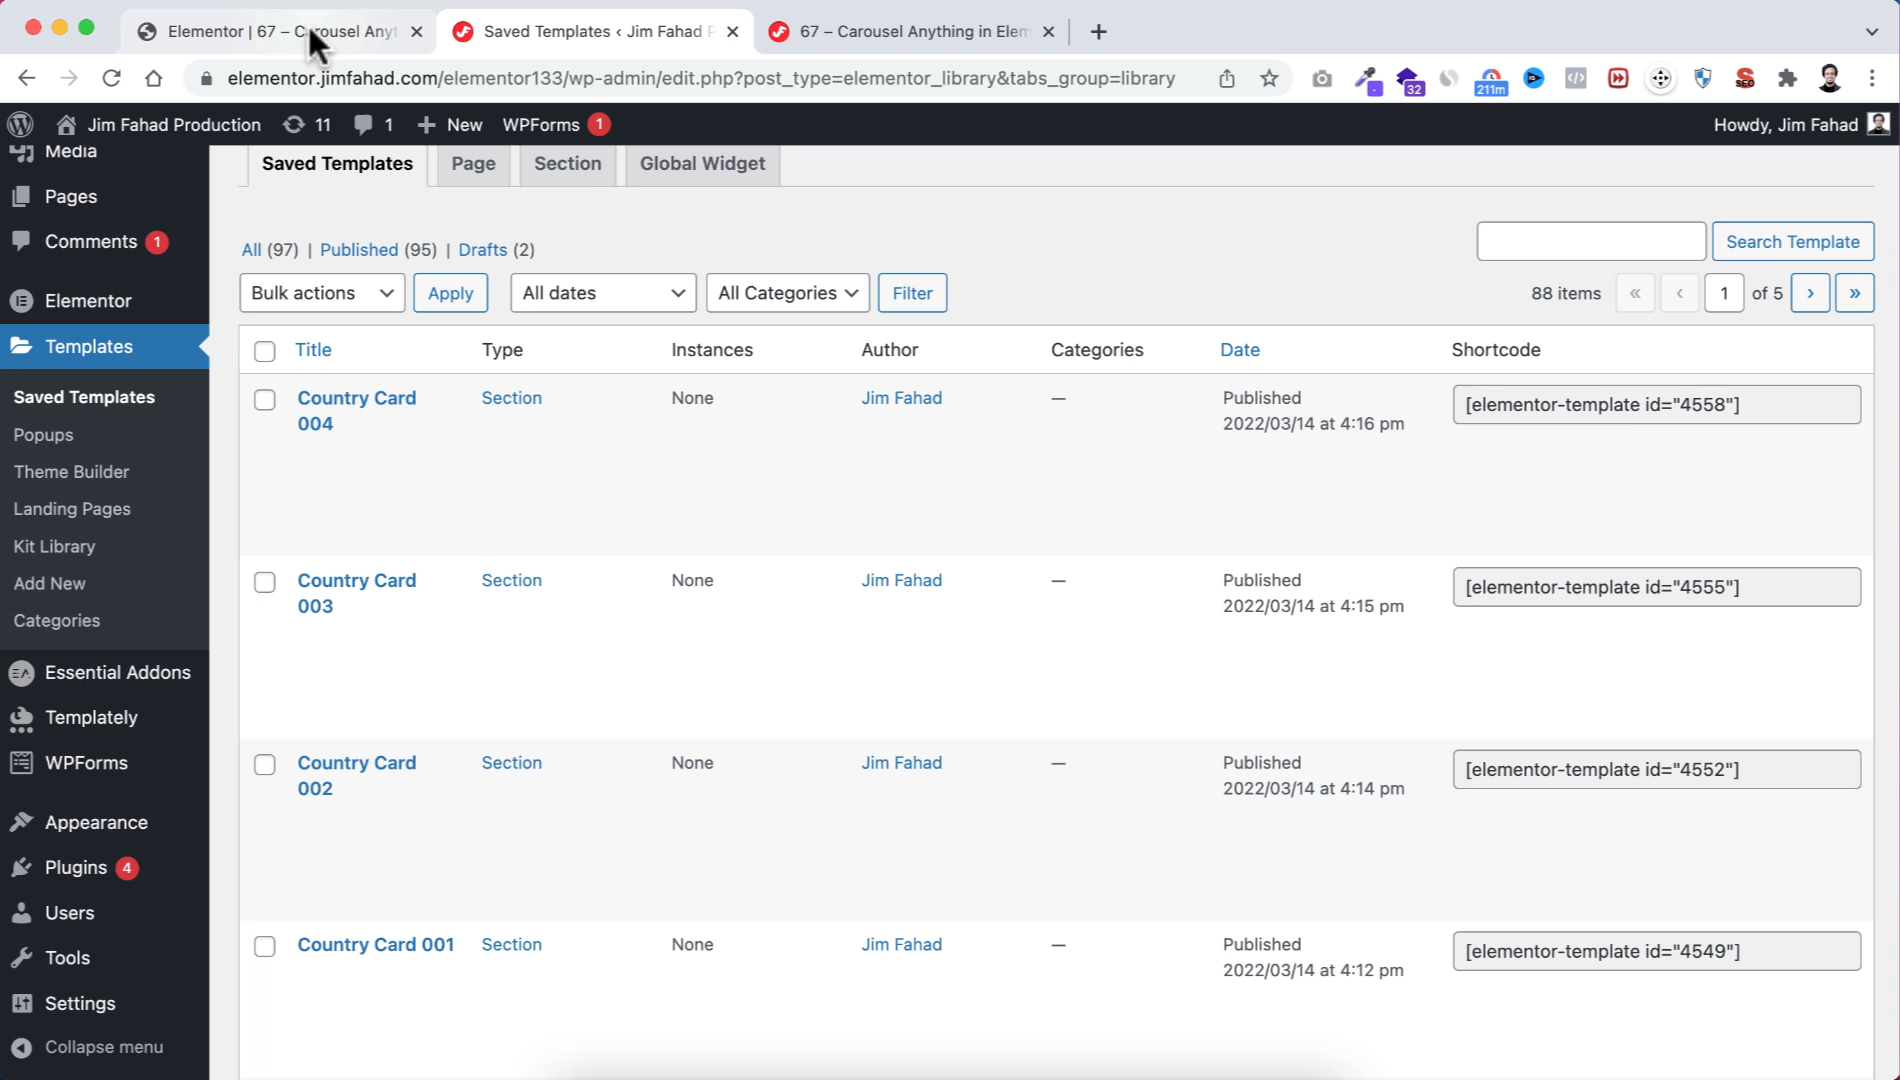 Elementor | 67 – Carousel Anyt
Saved Templates ‹ Jim Fahad P
67 – Carousel Anything in Elem
elementor.jimfahad.com/elementor133/wp-admin/edit.php?post_type=elementor_library&tabs_group=library
32
211m
SEO
Jim Fahad Production
11
1
New
WPForms 1
Howdy, Jim Fahad
Media
Pages
Comments 1
Elementor
Templates
Saved Templates
Popups
Theme Builder
Landing Pages
Kit Library
Add New
Categories
Essential Addons
Templately
WPForms
Appearance
Plugins 4
Users
Tools
Settings
Collapse menu
Saved Templates Page Section Global Widget
All (97) | Published (95) | Drafts (2)
Search Template
Bulk actions Apply All dates All Categories Filter
88 items « ‹ 1 of 5 › »
Title Type Instances Author Categories Date Shortcode
Country Card 004 Section None Jim Fahad — Published 2022/03/14 at 4:16 pm [elementor-template id="4558"]
Country Card 003 Section None Jim Fahad — Published 2022/03/14 at 4:15 pm [elementor-template id="4555"]
Country Card 002 Section None Jim Fahad — Published 2022/03/14 at 4:14 pm [elementor-template id="4552"]
Country Card 001 Section None Jim Fahad — Published 2022/03/14 at 4:12 pm [elementor-template id="4549"]